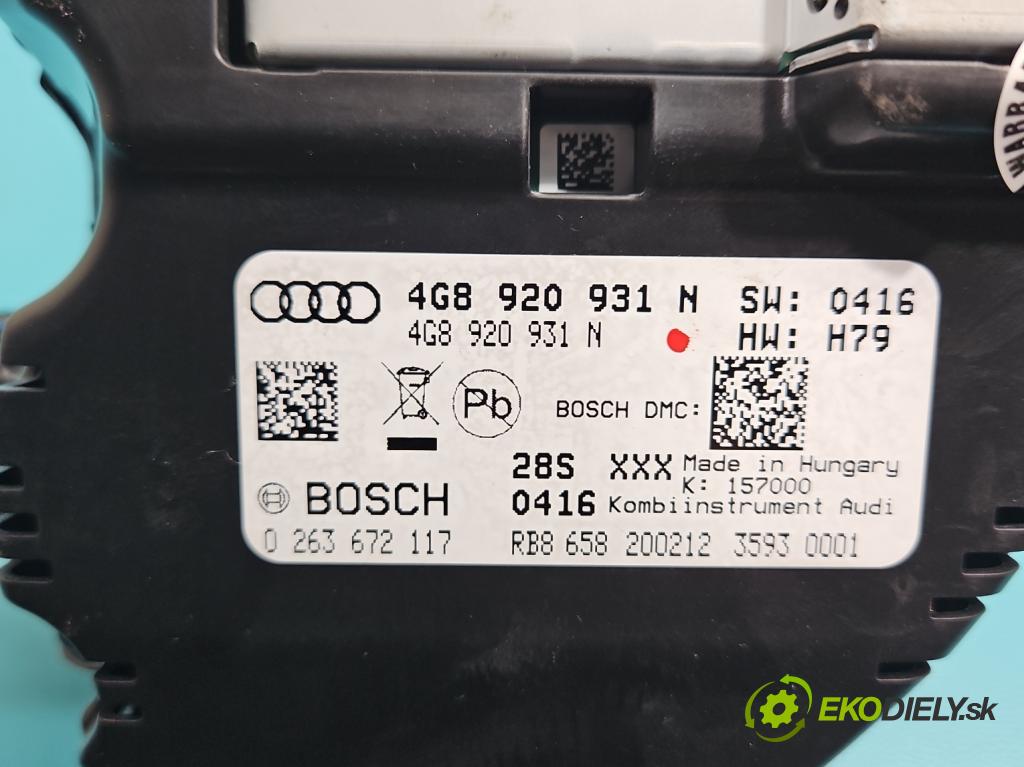 WARRA
4G8 920 931 N SW: 0416
4G8 920 931 N HW: H79
Pb BOSCH DMC:
28S XXX Made in Hungary
K: 157000
BOSCH 0416 Kombiinstrument Audi
0 263 672 117 RB8 658 200212 3593 0001
EKODIELY.sk